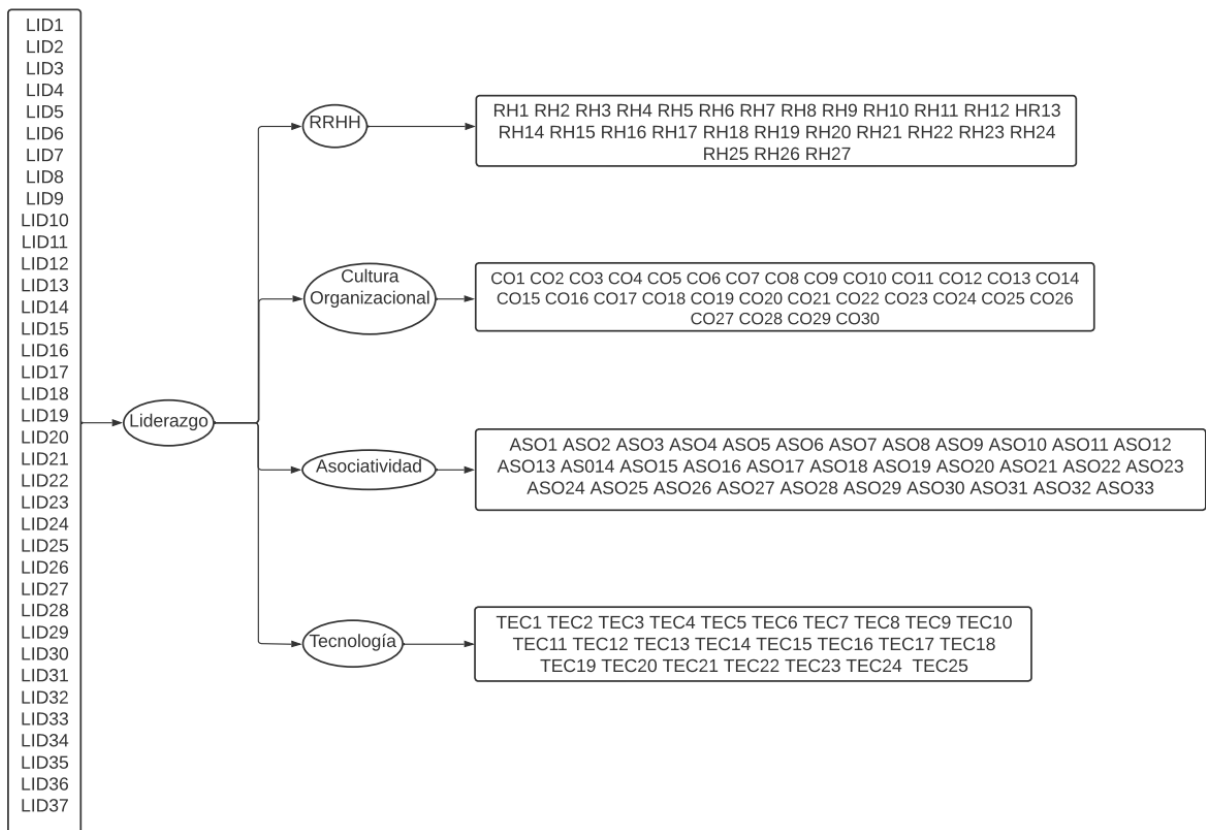 LID1
LID2
LID3
LID4
LID5
LID6
LID7
LID8
LID9
LID10
LID11
LID12
LID13
LID14
LID15
LID16
LID17
LID18
LID19
LID20
LID21
LID22
LID23
LID24
LID25
LID26
LID27
LID28
LID29
LID30
LID31
LID32
LID33
LID34
LID35
LID36
LID37
Liderazgo
RRHH
RH1 RH2 RH3 RH4 RH5 RH6 RH7 RH8 RH9 RH10 RH11 RH12 HR13
RH14 RH15 RH16 RH17 RH18 RH19 RH20 RH21 RH22 RH23 RH24
RH25 RH26 RH27
Cultura
Organizacional
CO1 CO2 CO3 CO4 CO5 CO6 CO7 CO8 CO9 CO10 CO11 CO12 CO13 CO14
CO15 CO16 CO17 CO18 CO19 CO20 CO21 CO22 CO23 CO24 CO25 CO26
CO27 CO28 CO29 CO30
Asociatividad
ASO1 ASO2 ASO3 ASO4 ASO5 ASO6 ASO7 ASO8 ASO9 ASO10 ASO11 ASO12
ASO13 AS014 ASO15 ASO16 ASO17 ASO18 ASO19 ASO20 ASO21 ASO22 ASO23
ASO24 ASO25 ASO26 ASO27 ASO28 ASO29 ASO30 ASO31 ASO32 ASO33
Tecnología
TEC1 TEC2 TEC3 TEC4 TEC5 TEC6 TEC7 TEC8 TEC9 TEC10
TEC11 TEC12 TEC13 TEC14 TEC15 TEC16 TEC17 TEC18
TEC19 TEC20 TEC21 TEC22 TEC23 TEC24 TEC25